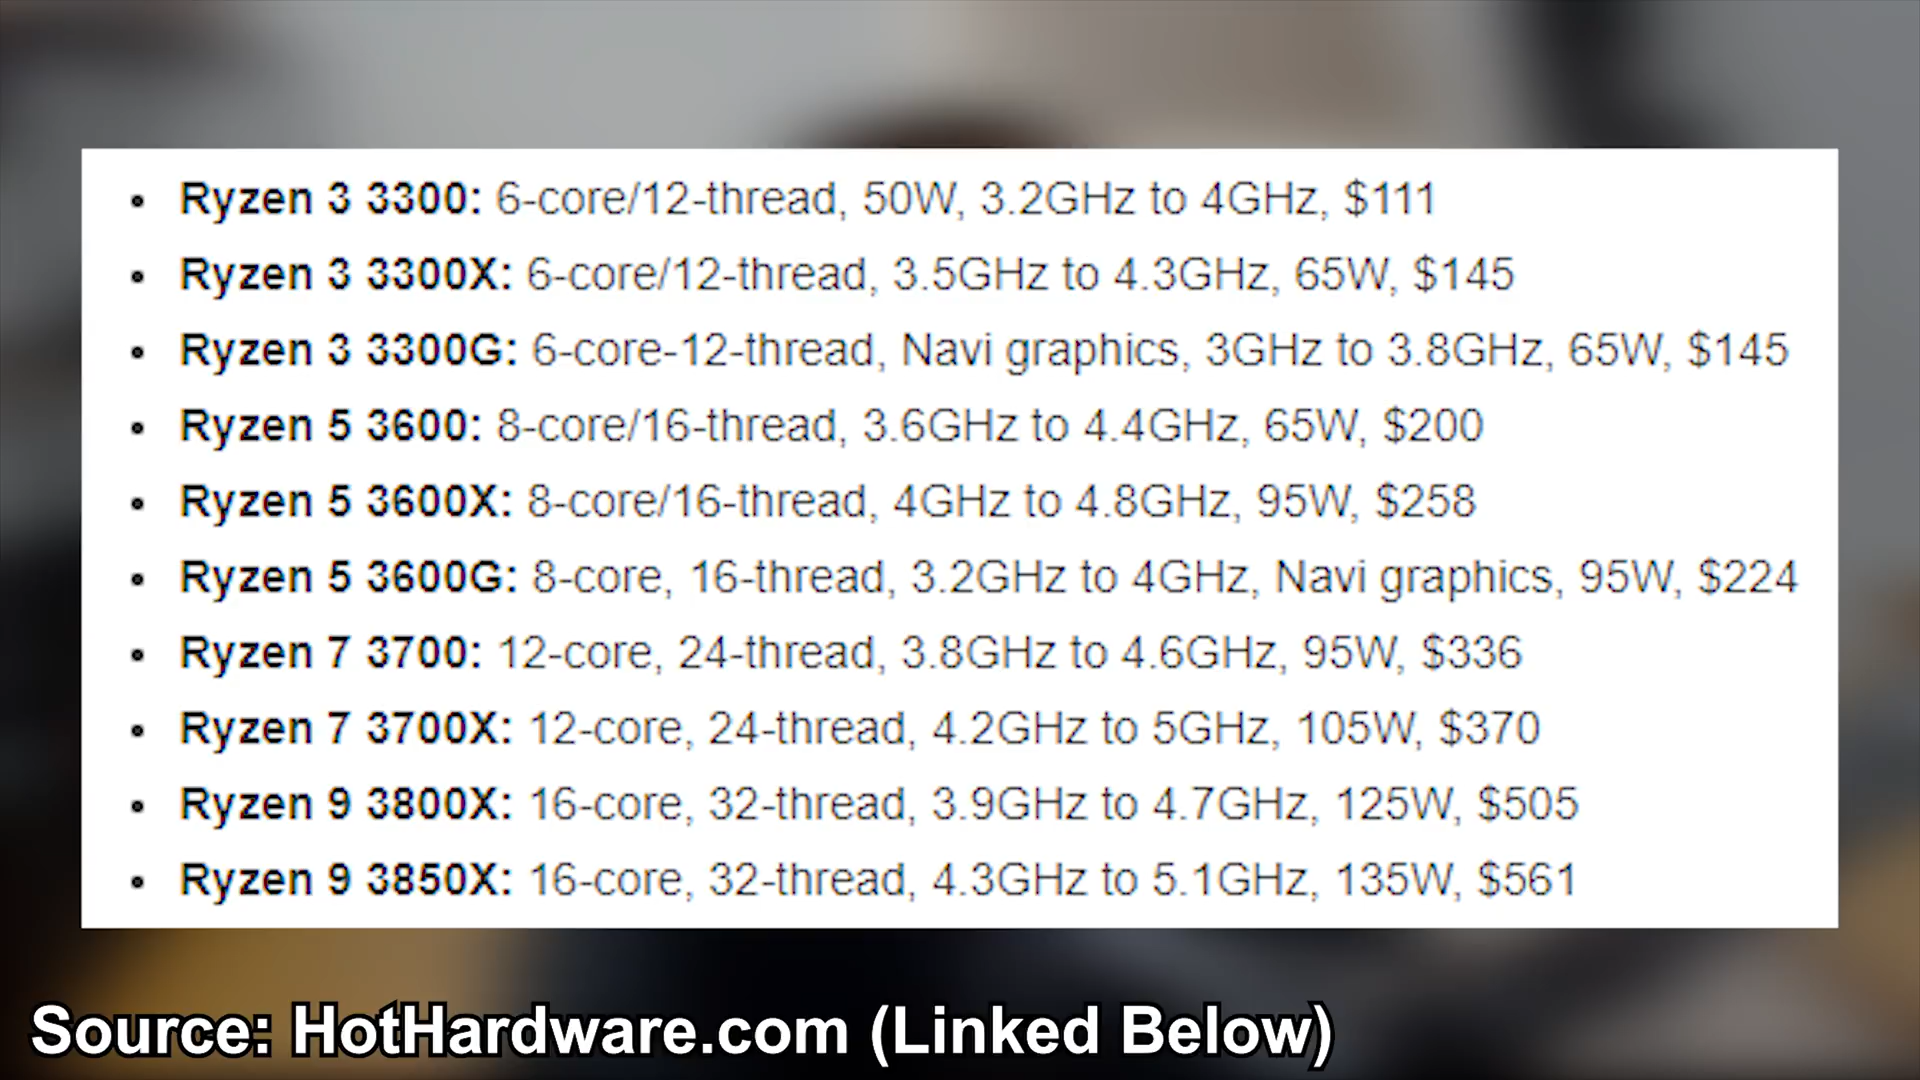 • Ryzen 3 3300: 6-core/12-thread, 50W, 3.2GHz to 4GHz, $111
• Ryzen 3 3300X: 6-core/12-thread, 3.5GHz to 4.3GHz, 65W, $145
• Ryzen 3 3300G: 6-core-12-thread, Navi graphics, 3GHz to 3.8GHz, 65W, $145
• Ryzen 5 3600: 8-core/16-thread, 3.6GHz to 4.4GHz, 65W, $200
• Ryzen 5 3600X: 8-core/16-thread, 4GHz to 4.8GHz, 95W, $258
• Ryzen 5 3600G: 8-core, 16-thread, 3.2GHz to 4GHz, Navi graphics, 95W, $224
• Ryzen 7 3700: 12-core, 24-thread, 3.8GHz to 4.6GHz, 95W, $336
• Ryzen 7 3700X: 12-core, 24-thread, 4.2GHz to 5GHz, 105W, $370
• Ryzen 9 3800X: 16-core, 32-thread, 3.9GHz to 4.7GHz, 125W, $505
• Ryzen 9 3850X: 16-core, 32-thread, 4.3GHz to 5.1GHz, 135W, $561
Source: HotHardware.com (Linked Below)